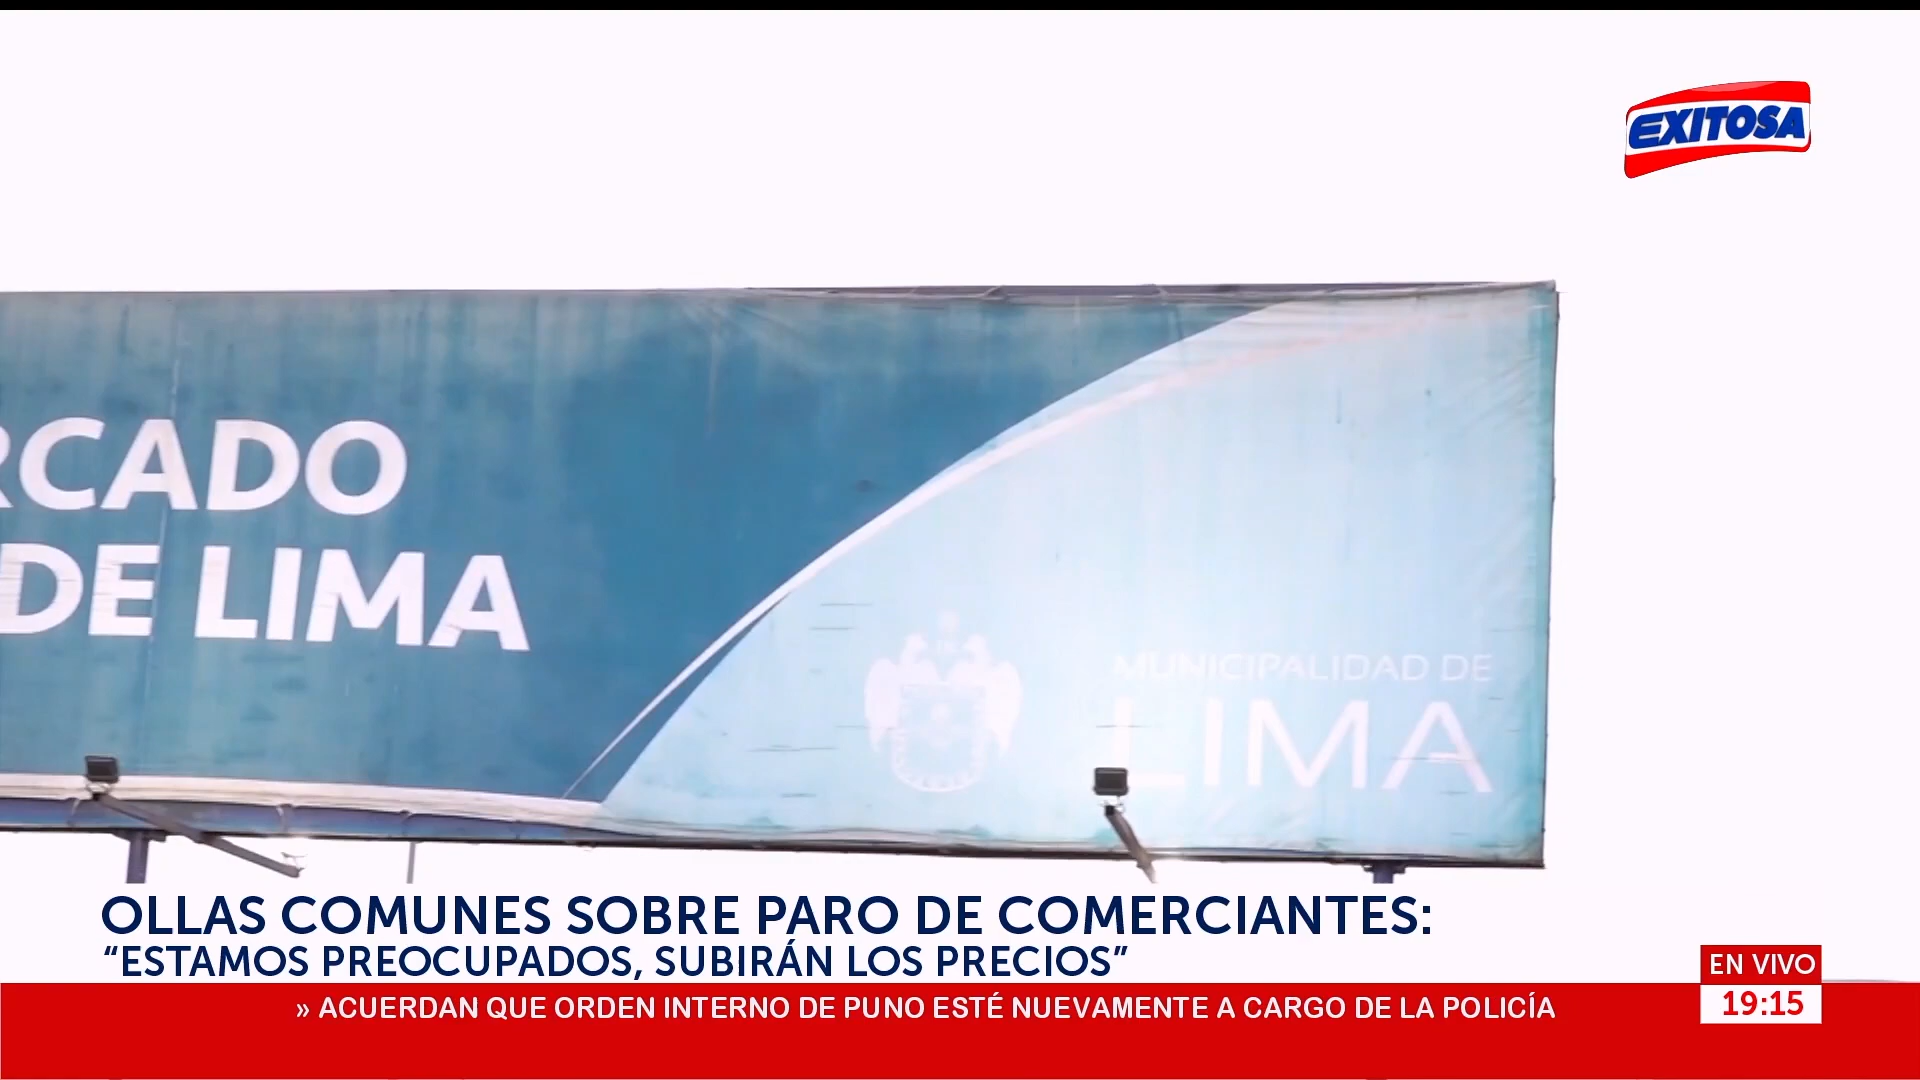 EXITOSA
RCADO
DE LIMA
MUNICIPALIDAD DE
LIMA
OLLAS COMUNES SOBRE PARO DE COMERCIANTES:
“ESTAMOS PREOCUPADOS, SUBIRÁN LOS PRECIOS”
EN VIVO
» ACUERDAN QUE ORDEN INTERNO DE PUNO ESTÉ NUEVAMENTE A CARGO DE LA POLICÍA
19:15